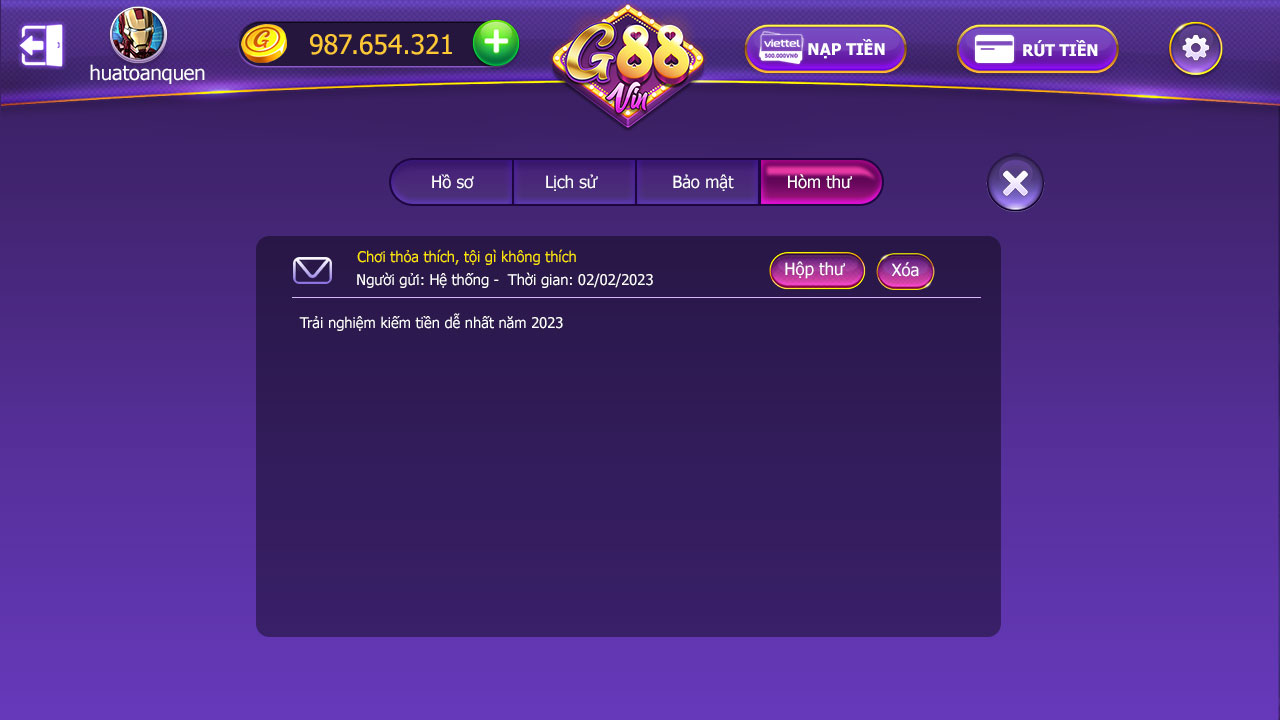 huatoanquen
987.654.321
G88
Vin
viettel
500.000VNĐ
NẠP TIỀN
RÚT TIỀN
Hồ sơ
Lịch sử
Bảo mật
Hòm thư
Chơi thỏa thích, tội gì không thích
Người gửi: Hệ thống - Thời gian: 02/02/2023
Hộp thư
Xóa
Trải nghiệm kiếm tiền dễ nhất năm 2023